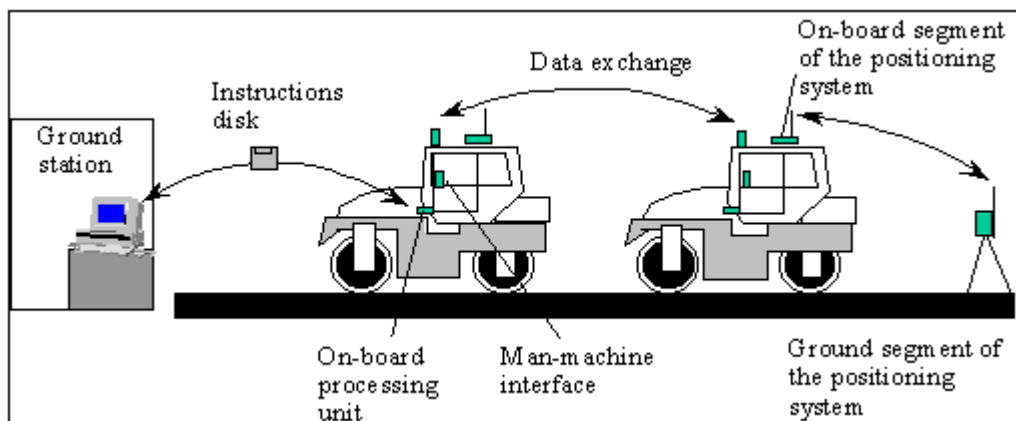 On-board segment
of the positioning
system
Data exchange
Instructions
disk
Ground
station
On-board
processing
unit
Man-machine
interface
Ground segment of
the positioning
system